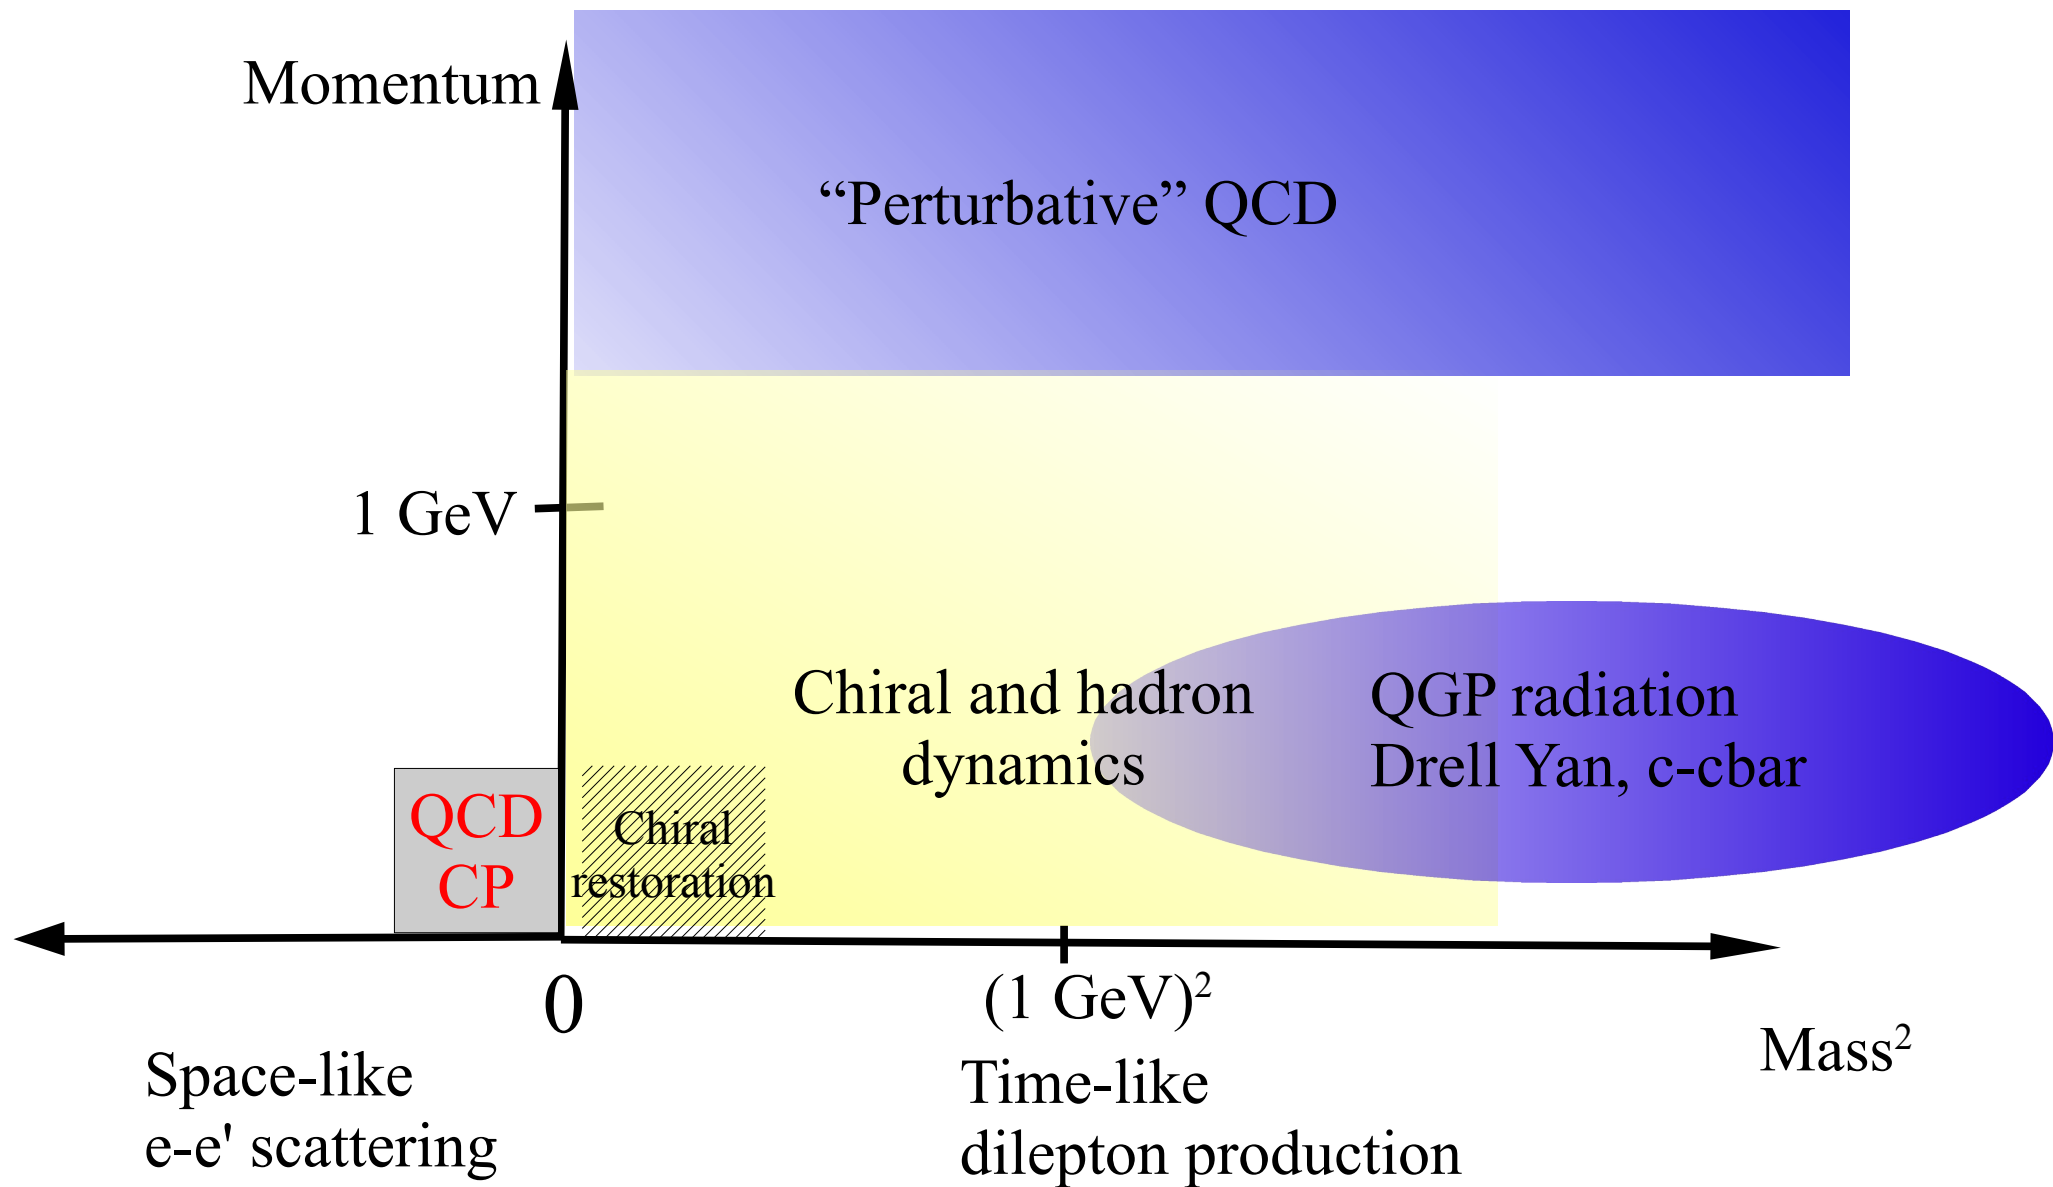 Momentum
“Perturbative” QCD
1 GeV
Chiral and hadron
dynamics
QGP radiation
Drell Yan, c-cbar
QCD
CP
Chiral
restoration
0
(1 GeV)²
Mass²
Space-like
e-e' scattering
Time-like
dilepton production